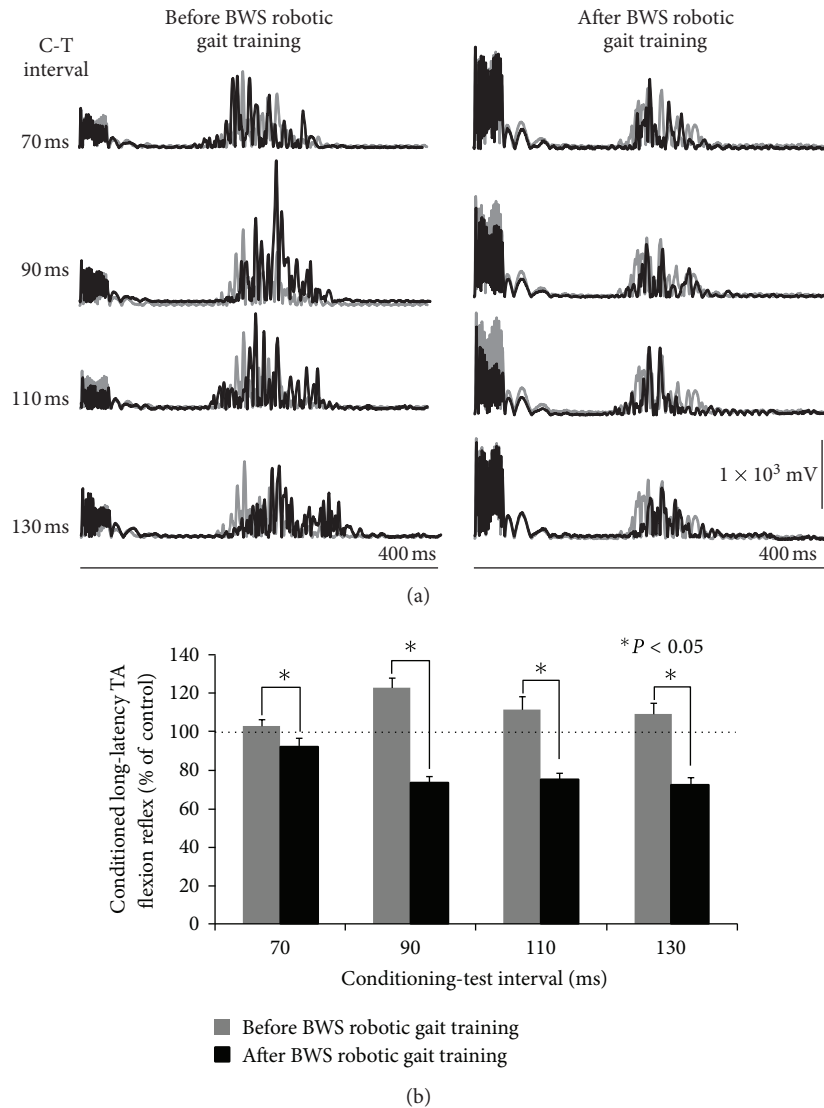 Before BWS robotic
gait training
After BWS robotic
gait training
C-T
interval
70 ms
90 ms
110 ms
130 ms
1 × 10³ mV
400 ms
400 ms
(a)
Conditioned long-latency TA
flexion reflex (% of control)
140
120
100
80
60
40
20
0
*P < 0.05
*
*
*
*
70
90
110
130
Conditioning-test interval (ms)
Before BWS robotic gait training
After BWS robotic gait training
(b)